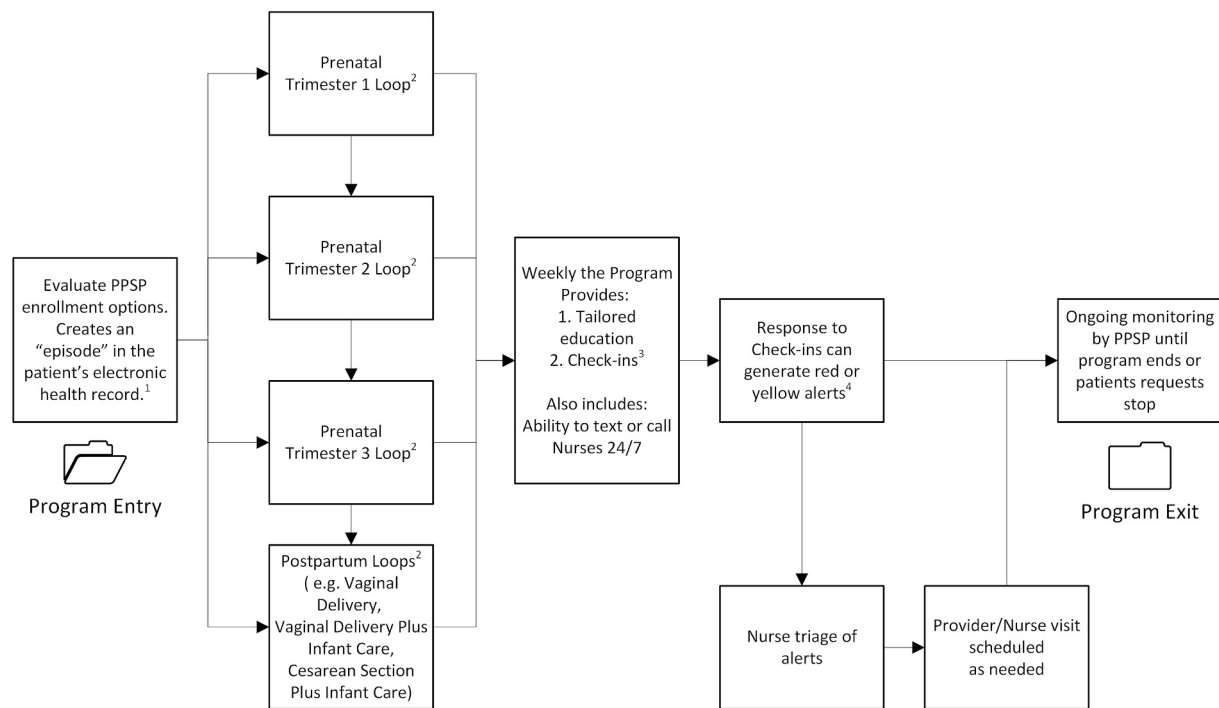 Prenatal
Trimester 1 Loop²
Prenatal
Trimester 2 Loop²
Evaluate PPSP
enrollment options.
Creates an
“episode” in the
patient’s electronic
health record.¹
Program Entry
Prenatal
Trimester 3 Loop²
Postpartum Loops²
( e.g. Vaginal
Delivery,
Vaginal Delivery Plus
Infant Care,
Cesarean Section
Plus Infant Care)
Weekly the Program
Provides:
1. Tailored
education
2. Check-ins³
Also includes:
Ability to text or call
Nurses 24/7
Response to
Check-ins can
generate red or
yellow alerts⁴
Nurse triage of
alerts
Provider/Nurse visit
scheduled
as needed
Ongoing monitoring
by PPSP until
program ends or
patients requests
stop
Program Exit